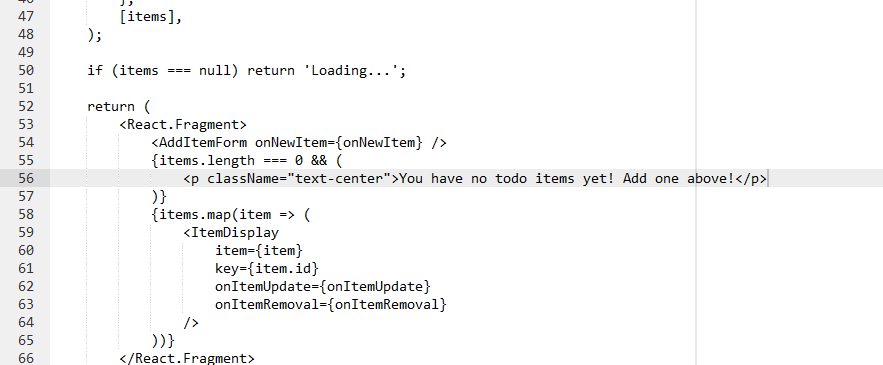 46 },
47 [items],
48 );
49
50 if (items === null) return 'Loading...';
51
52 return (
53 <React.Fragment>
54 <AddItemForm onNewItem={onNewItem} />
55 {items.length === 0 && (
56 <p className="text-center">You have no todo items yet! Add one above!</p>
57 )}
58 {items.map(item => (
59 <ItemDisplay
60 item={item}
61 key={item.id}
62 onItemUpdate={onItemUpdate}
63 onItemRemoval={onItemRemoval}
64 />
65 ))}
66 </React.Fragment>